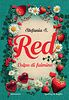 Stefania S.
Red
Colpo di fulmine